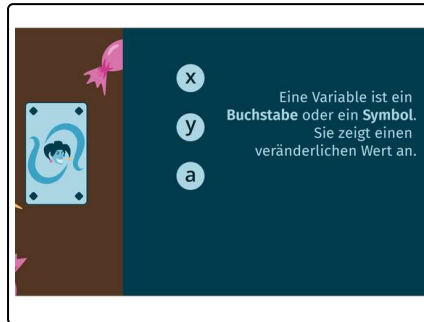 x
y
a
Eine Variable ist ein
Buchstabe oder ein Symbol.
Sie zeigt einen
veränderlichen Wert an.